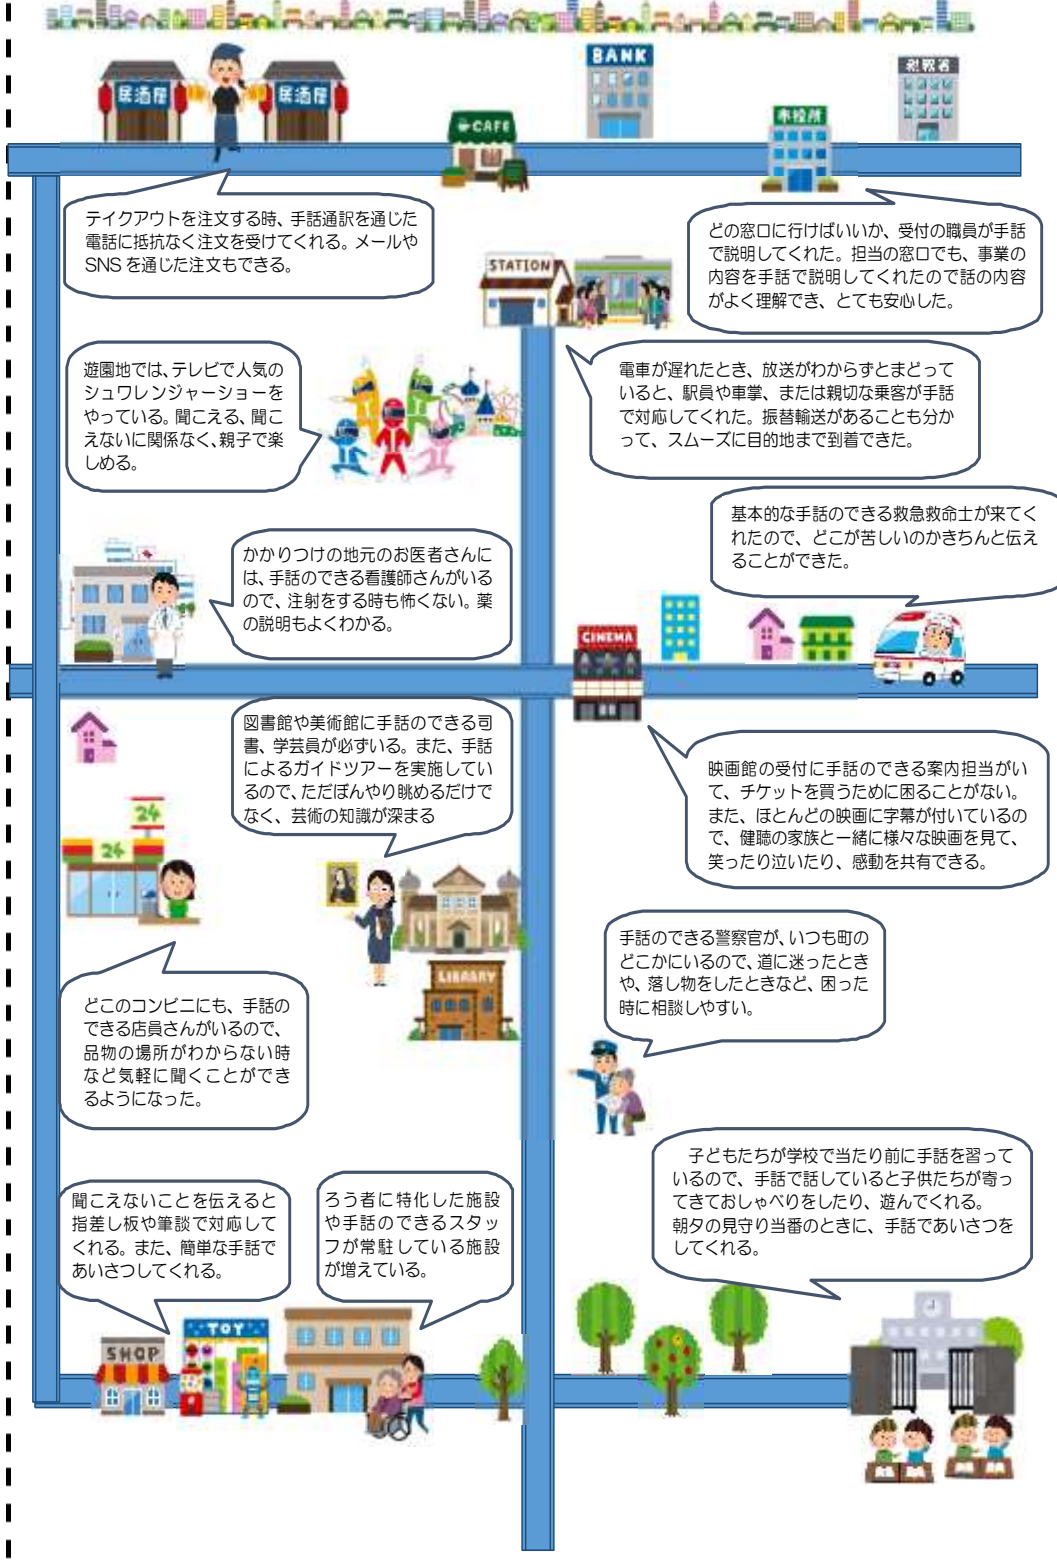 居酒屋
居酒屋
BANK
税務署
CAFE
市役所
テイクアウトを注文する時、手話通訳を通じた
電話に抵抗なく注文を受けてくれる。メールや
SNS を通じた注文もできる。
どの窓口に行けばいいか、受付の職員が手話
で説明してくれた。担当の窓口でも、事業の
内容を手話で説明してくれたので話の内容
がよく理解でき、とても安心した。
STATION
遊園地では、テレビで人気の
シュワレンジャーショーを
やっている。聞こえる、聞こ
えないに関係なく、親子で楽
しめる。
電車が遅れたとき、放送がわからずとまどって
いると、駅員や車掌、または親切な乗客が手話
で対応してくれた。振替輸送があることも分か
って、スムーズに目的地まで到着できた。
基本的な手話のできる救急救命士が来てく
れたので、どこが苦しいのかきちんと伝え
ることができた。
かかりつけの地元のお医者さんに
は、手話のできる看護師さんがいる
ので、注射をする時も怖くない。薬
の説明もよくわかる。
CINEMA
図書館や美術館に手話のできる司
書、学芸員が必ずいる。また、手話
によるガイドツアーを実施してい
るので、ただぼんやり眺めるだけで
なく、芸術の知識が深まる
映画館の受付に手話のできる案内担当がい
て、チケットを買うために困ることがない。
また、ほとんどの映画に字幕が付いているの
で、健聴の家族と一緒に様々な映画を見て、
笑ったり泣いたり、感動を共有できる。
24
24
LIBRARY
手話のできる警察官が、いつも町の
どこかにいるので、道に迷ったとき
や、落し物をしたときなど、困った
時に相談しやすい。
どこのコンビニにも、手話の
できる店員さんがいるので、
品物の場所がわからない時
など気軽に聞くことができ
るようになった。
子どもたちが学校で当たり前に手話を習って
いるので、手話で話していると子供たちが寄っ
てきておしゃべりをしたり、遊んでくれる。
朝夕の見守り当番のときに、手話であいさつを
してくれる。
聞こえないことを伝えると
指差し板や筆談で対応して
くれる。また、簡単な手話で
あいさつしてくれる。
ろう者に特化した施設
や手話のできるスタッ
フが常駐している施設
が増えている。
TOY
SHOP